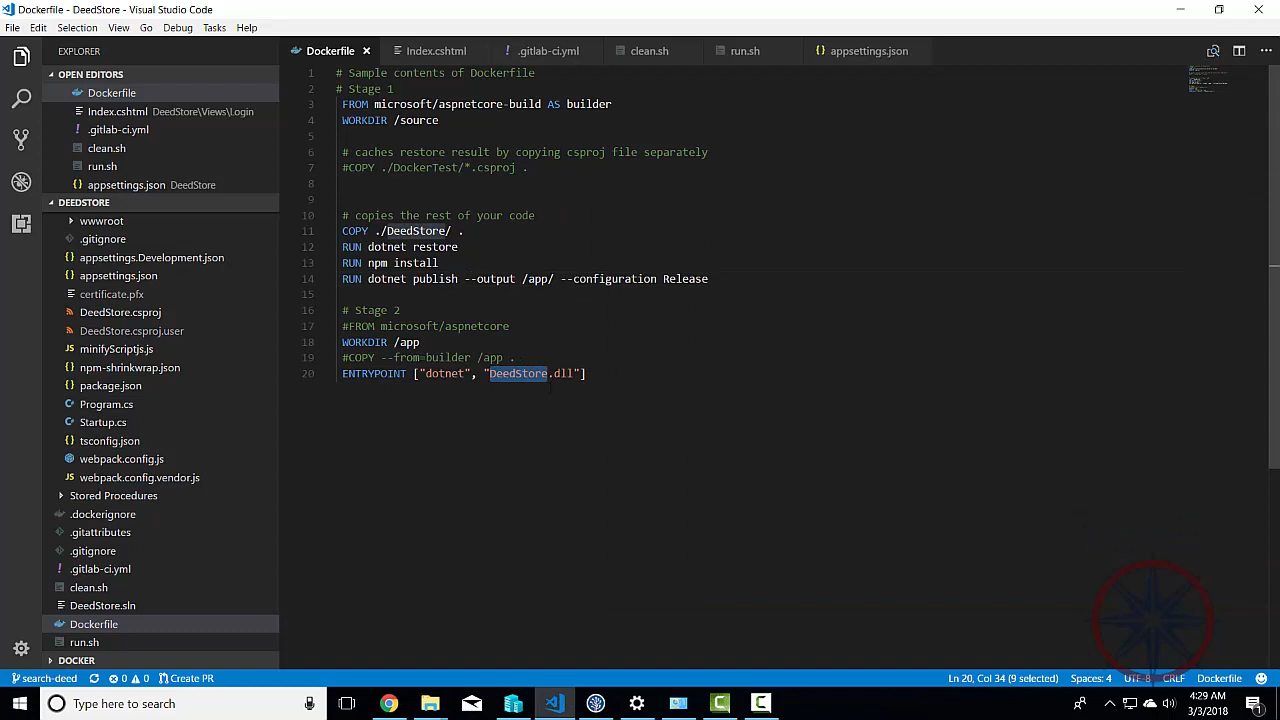 Dockerfile - DeedStore - Visual Studio Code
File Edit Selection View Go Debug Tasks Help
EXPLORER
OPEN EDITORS
Dockerfile
Index.cshtml DeedStore\Views\Login
! .gitlab-ci.yml
clean.sh
run.sh
{} appsettings.json DeedStore
DEEDSTORE
wwwroot
.gitignore
{} appsettings.Development.json
{} appsettings.json
certificate.pfx
DeedStore.csproj
DeedStore.csproj.user
JS minifyScriptjs.js
{} npm-shrinkwrap.json
{} package.json
Program.cs
Startup.cs
{} tsconfig.json
webpack.config.js
JS webpack.config.vendor.js
Stored Procedures
.dockerignore
.gitattributes
.gitignore
! .gitlab-ci.yml
clean.sh
DeedStore.sln
Dockerfile
run.sh
DOCKER
Dockerfile Index.cshtml ! .gitlab-ci.yml clean.sh run.sh {} appsettings.json
1 # Sample contents of Dockerfile
2 # Stage 1
3 FROM microsoft/aspnetcore-build AS builder
4 WORKDIR /source
5
6 # caches restore result by copying csproj file separately
7 #COPY ./DockerTest/*.csproj .
8
9
10 # copies the rest of your code
11 COPY ./DeedStore/ .
12 RUN dotnet restore
13 RUN npm install
14 RUN dotnet publish --output /app/ --configuration Release
15
16 # Stage 2
17 #FROM microsoft/aspnetcore
18 WORKDIR /app
19 #COPY --from=builder /app .
20 ENTRYPOINT ["dotnet", "DeedStore.dll"]
search-deed 0 0 Create PR Ln 20, Col 34 (9 selected) Spaces: 4 UTF-8 CRLF Dockerfile
Type here to search
4:29 AM
3/3/2018